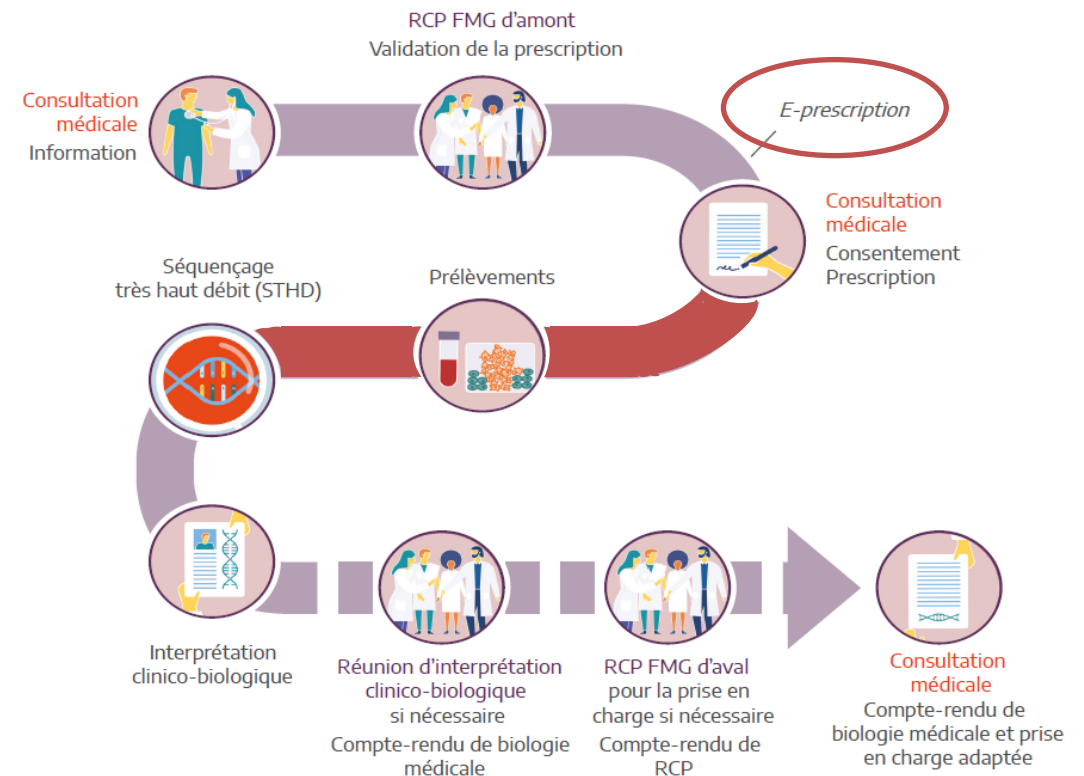 RCP FMG d’amont
Validation de la prescription
Consultation
médicale
Information
E-prescription
Consultation
médicale
Consentement
Prescription
Prélèvements
Séquençage
très haut débit (STHD)
Interprétation
clinico-biologique
Réunion d’interprétation
clinico-biologique
si nécessaire
Compte-rendu de biologie
médicale
RCP FMG d’aval
pour la prise en
charge si nécessaire
Compte-rendu de
RCP
Consultation
médicale
Compte-rendu de
biologie médicale et prise
en charge adaptée